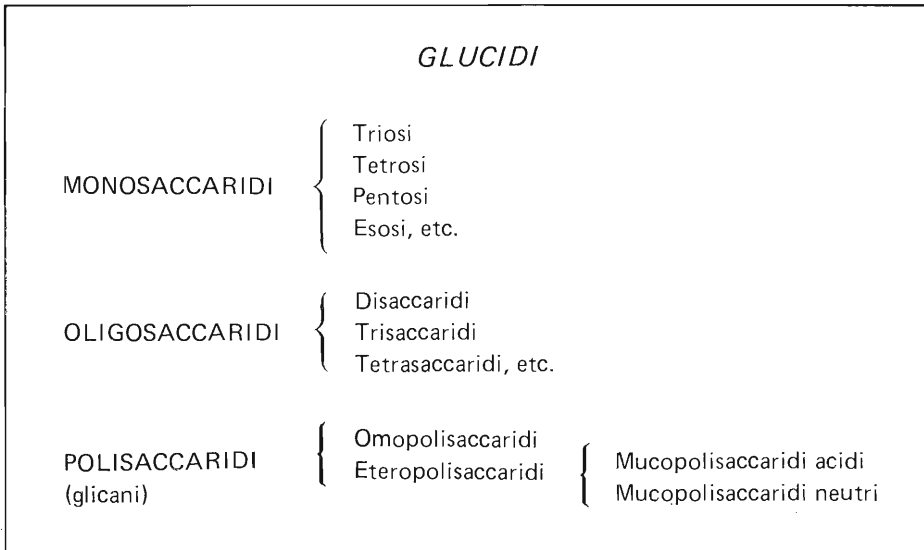 GLUCIDI
MONOSACCARIDI
Triosi
Tetrosi
Pentosi
Esosi, etc.
OLIGOSACCARIDI
Disaccaridi
Trisaccaridi
Tetrasaccaridi, etc.
POLISACCARIDI
(glicani)
Omopolisaccaridi
Eteropolisaccaridi
Mucopolisaccaridi acidi
Mucopolisaccaridi neutri